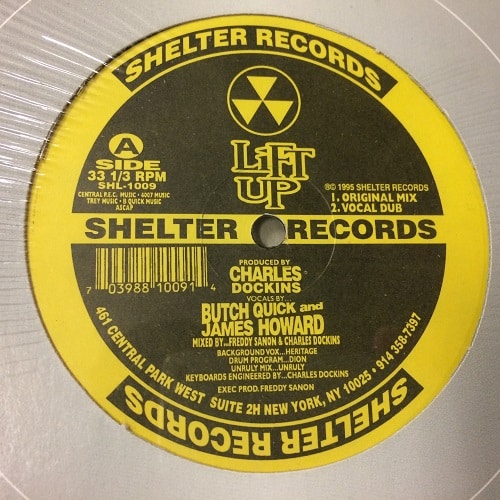 SHELTER RECORDS
A
SIDE
33 1/3 RPM
SHL-1009
CENTRAL P.E.C. MUSIC • 4007 MUSIC
TREY MUSIC • B QUICK MUSIC
ASCAP
LIFT
UP
℗© 1995 SHELTER RECORDS
1. ORIGINAL MIX
2. VOCAL DUB
SHELTER RECORDS
7 03988 10091 4
PRODUCED BY
CHARLES
DOCKINS
VOCALS BY...
BUTCH QUICK and
JAMES HOWARD
MIXED BY...FREDDY SANON & CHARLES DOCKINS
BACKGROUND VOX...HERITAGE
DRUM PROGRAM...DION
UNRULY MIX...UNRULY
KEYBOARDS ENGINEERED BY...CHARLES DOCKINS
EXEC PROD. FREDDY SANON
461 CENTRAL PARK WEST SUITE 2H NEW YORK, NY 10025 • 914 358-7397
SHELTER RECORDS